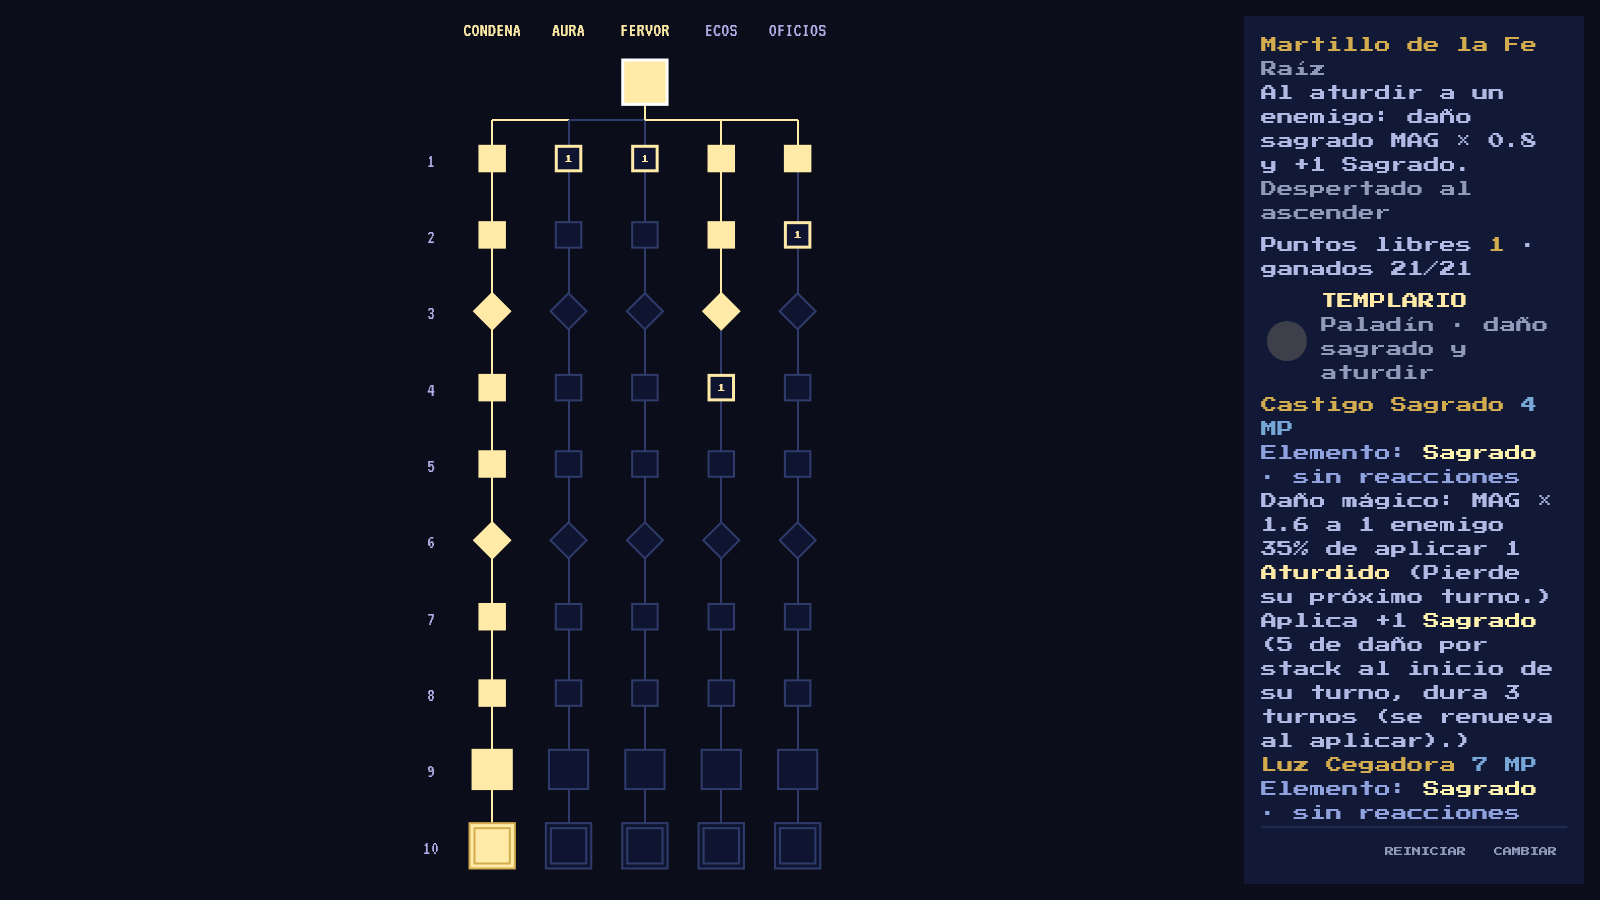 CONDENA AURA FERVOR ECOS OFICIOS
1 1 1
2 1
3
4 1
5
6
7
8
9
10
Martillo de la Fe
Raíz
Al aturdir a un
enemigo: daño
sagrado MAG × 0.8
y +1 Sagrado.
Despertado al
ascender
Puntos libres 1 ·
ganados 21/21
TEMPLARIO
Paladín · daño
sagrado y
aturdir
Castigo Sagrado 4
MP
Elemento: Sagrado
· sin reacciones
Daño mágico: MAG ×
1.6 a 1 enemigo
35% de aplicar 1
Aturdido (Pierde
su próximo turno.)
Aplica +1 Sagrado
(5 de daño por
stack al inicio de
su turno, dura 3
turnos (se renueva
al aplicar).)
Luz Cegadora 7 MP
Elemento: Sagrado
· sin reacciones
REINICIAR CAMBIAR